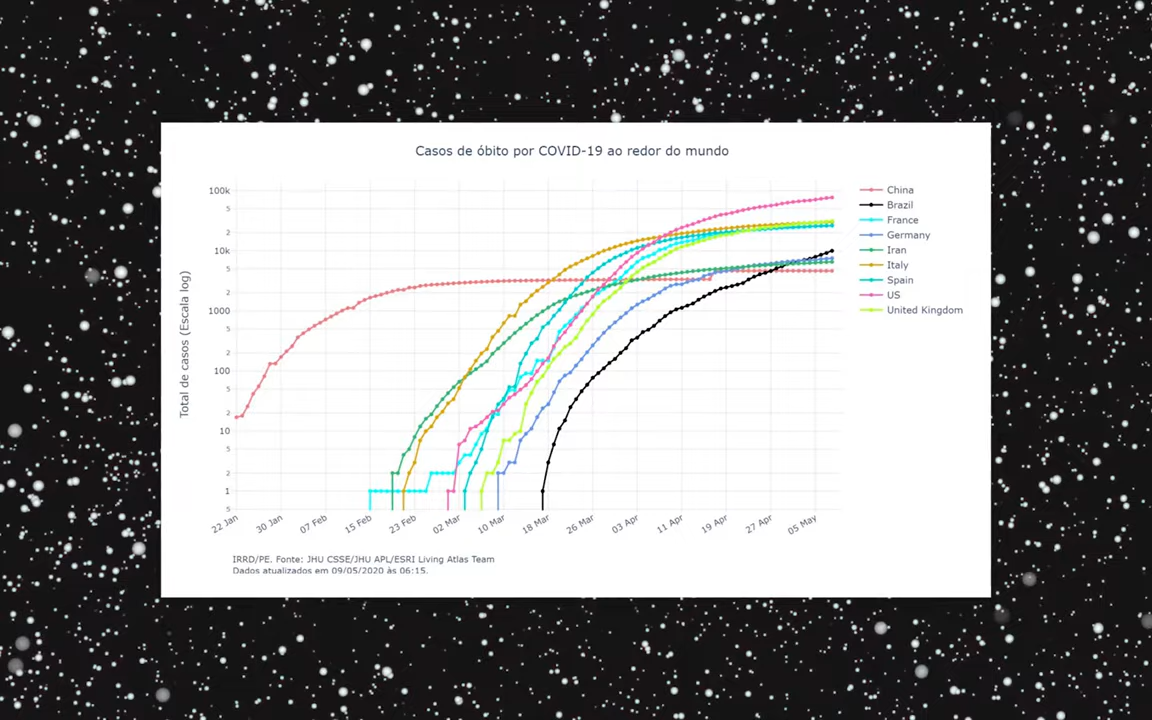 Casos de óbito por COVID-19 ao redor do mundo
Total de casos (Escala log)
100k
5
2
10k
5
2
1000
5
2
100
5
2
10
5
2
1
5
22 Jan
30 Jan
07 Feb
15 Feb
23 Feb
02 Mar
10 Mar
18 Mar
26 Mar
03 Apr
11 Apr
19 Apr
27 Apr
05 May
China
Brazil
France
Germany
Iran
Italy
Spain
US
United Kingdom
IRRD/PE. Fonte: JHU CSSE/JHU APL/ESRI Living Atlas Team
Dados atualizados em 09/05/2020 às 06:15.